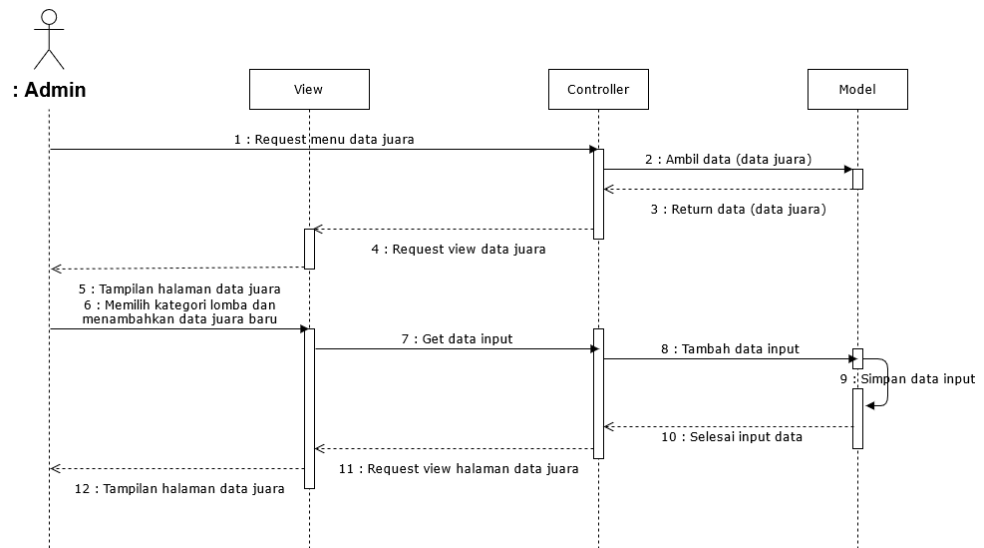 : Admin
View
Controller
Model
1 : Request menu data juara
2 : Ambil data (data juara)
3 : Return data (data juara)
4 : Request view data juara
5 : Tampilan halaman data juara
6 : Memilih kategori lomba dan
menambahkan data juara baru
7 : Get data input
8 : Tambah data input
9 : Simpan data input
10 : Selesai input data
11 : Request view halaman data juara
12 : Tampilan halaman data juara